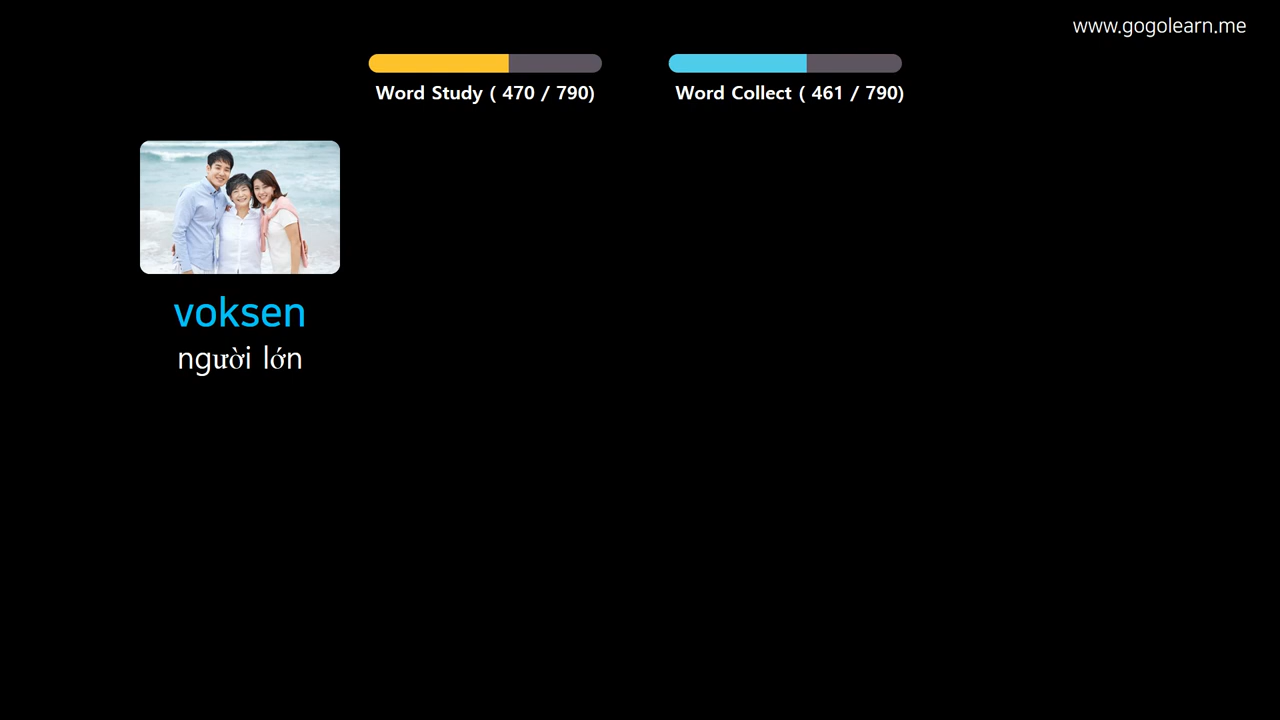 www.gogolearn.me
Word Study ( 470 / 790)
Word Collect ( 461 / 790)
voksen
người lớn